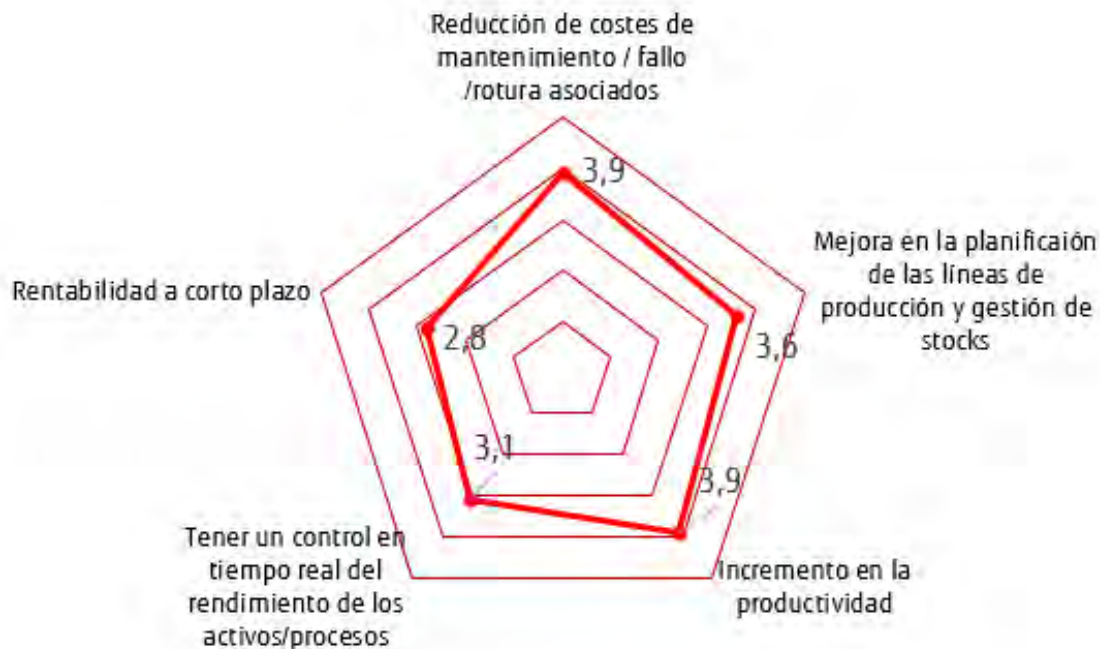 Reducción de costes de
mantenimiento / fallo
/rotura asociados
3,9
Mejora en la planificaión
de las líneas de
producción y gestión de
stocks
3,6
Rentabilidad a corto plazo
2,8
3,1
3,9
Tener un control en
tiempo real del
rendimiento de los
activos/procesos
Incremento en la
productividad